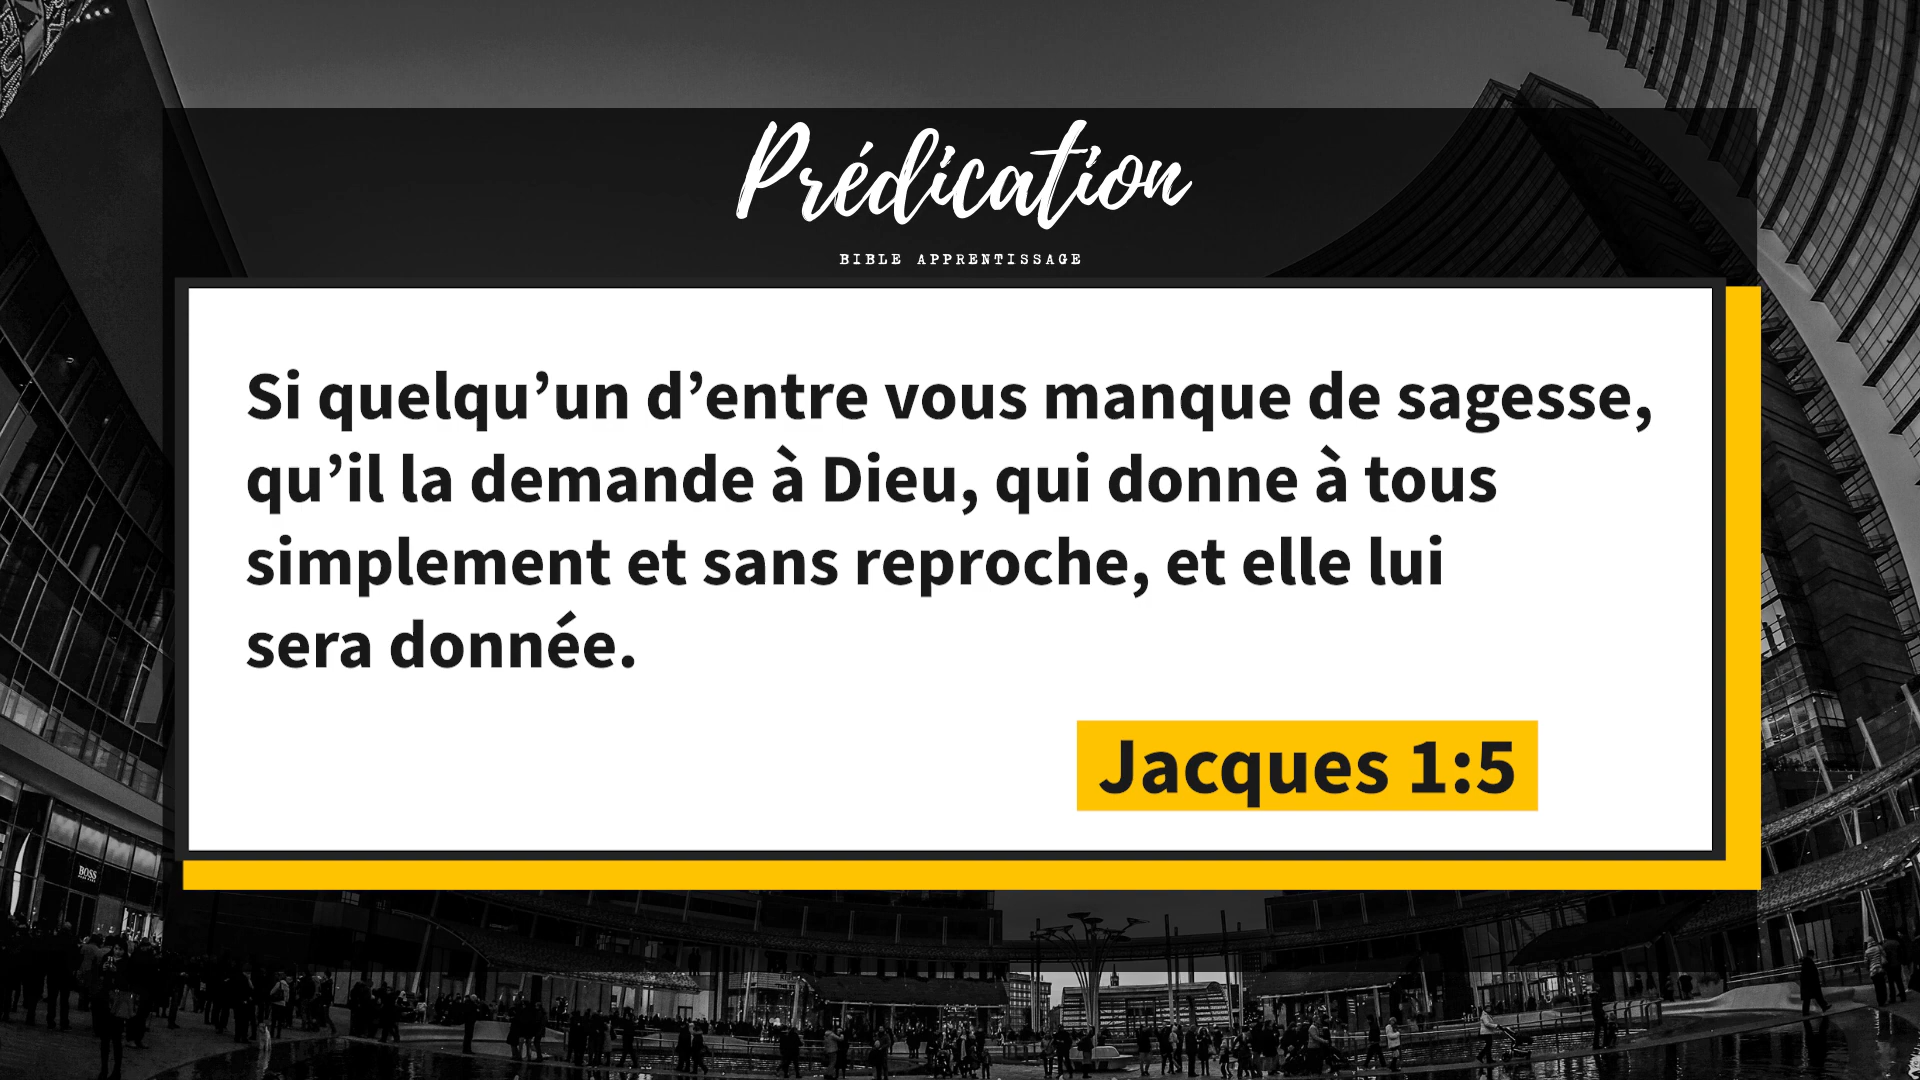 Prédication
BIBLE APPRENTISSAGE
Si quelqu’un d’entre vous manque de sagesse,
qu’il la demande à Dieu, qui donne à tous
simplement et sans reproche, et elle lui
sera donnée.
Jacques 1:5
BOSS